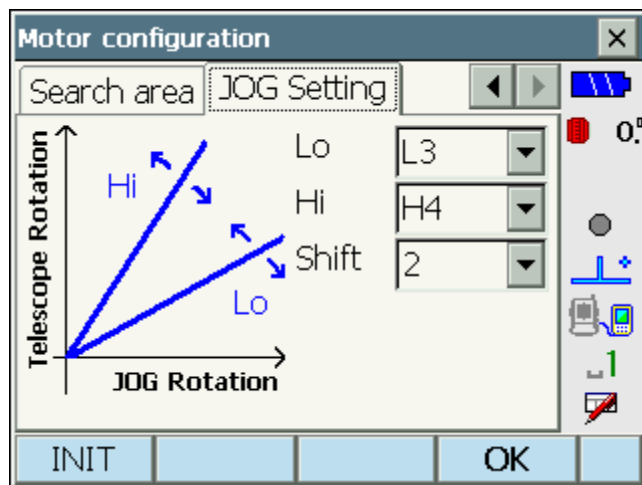 Motor configuration
Search area
JOG Setting
Telescope Rotation
Hi
Lo
JOG Rotation
Lo L3
Hi H4
Shift 2
0.
1
INIT
OK